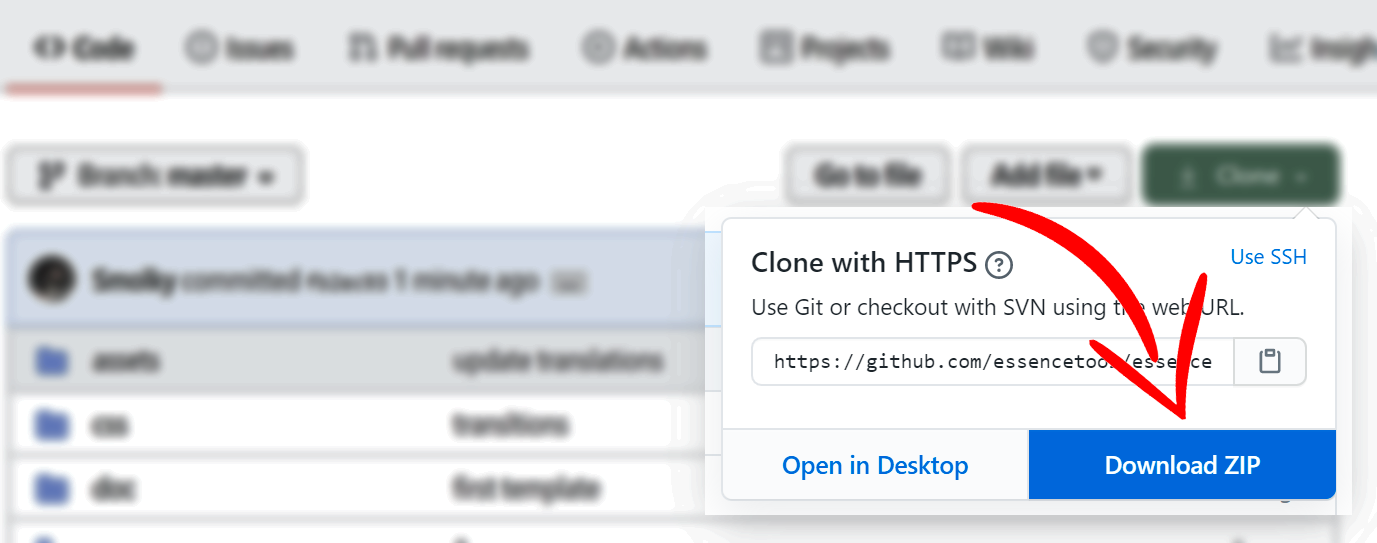 Code Issues Pull requests Actions Projects Wiki Security
Branch: master Go to file Add file Clone
Clone with HTTPS ? Use SSH
Use Git or checkout with SVN using the web URL.
https://github.com/essencetool/essence
Open in Desktop Download ZIP
Smolky committed 1 minute ago
assets update translations
css transitions
doc first template